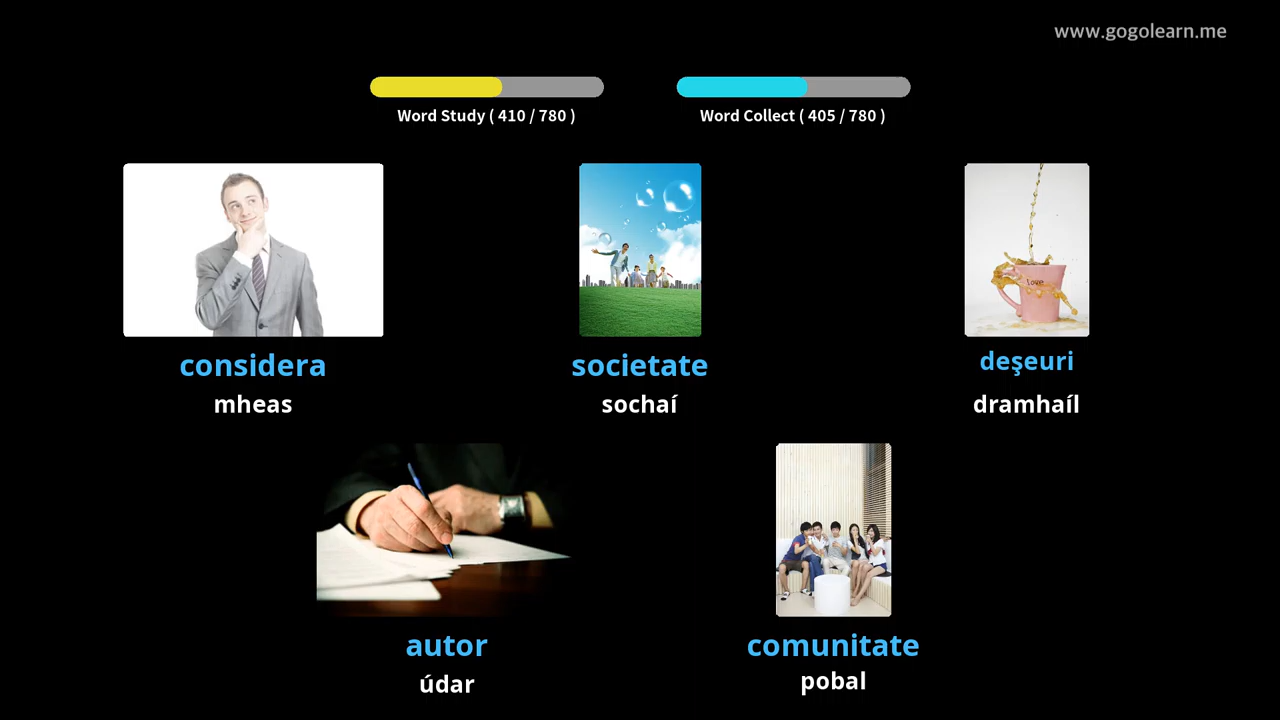 www.gogolearn.me
Word Study ( 410 / 780 )
Word Collect ( 405 / 780 )
Love
considera
mheas
societate
sochaí
deşeuri
dramhaíl
autor
údar
comunitate
pobal